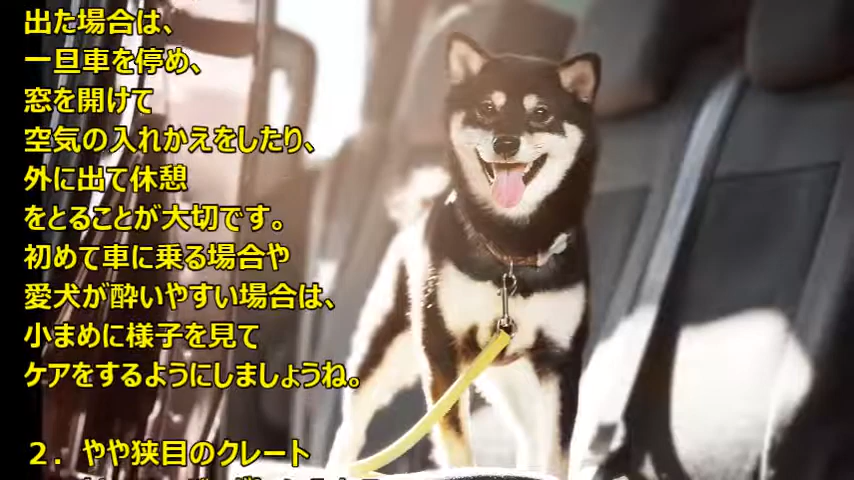 出た場合は、
一旦車を停め、
窓を開けて
空気の入れかえをしたり、
外に出て休憩
をとることが大切です。
初めて車に乗る場合や
愛犬が酔いやすい場合は、
小まめに様子を見て
ケアをするようにしましょうね。
２．やや狭目のクレート